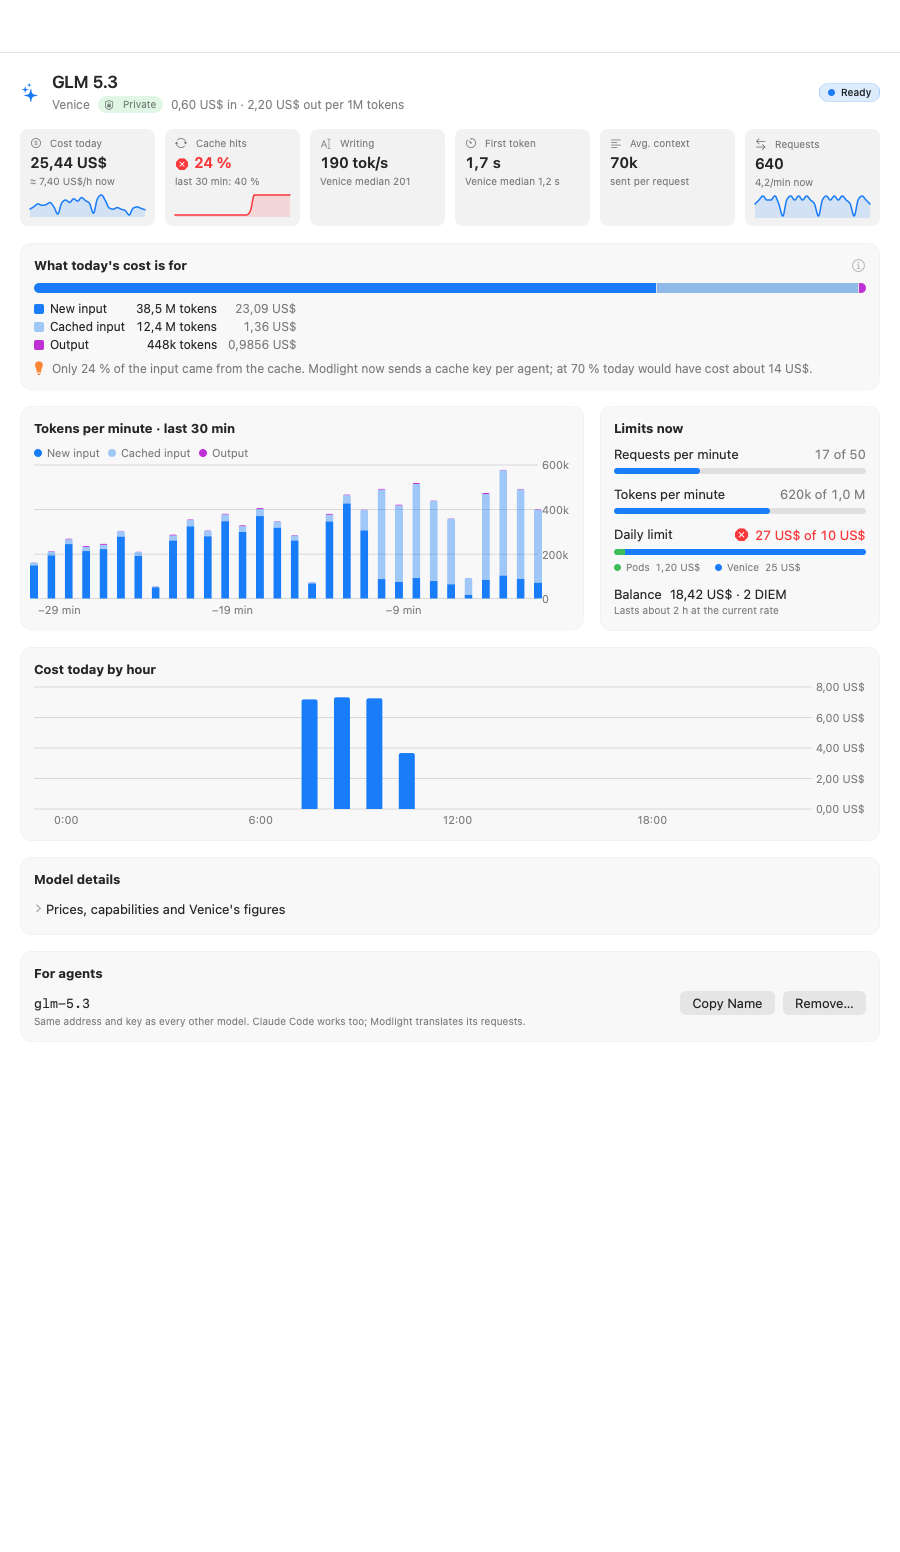 GLM 5.3
Venice Private 0,60 US$ in · 2,20 US$ out per 1M tokens
Ready
Cost today
25,44 US$
≈ 7,40 US$/h now
Cache hits
24 %
last 30 min: 40 %
Writing
190 tok/s
Venice median 201
First token
1,7 s
Venice median 1,2 s
Avg. context
70k
sent per request
Requests
640
4,2/min now
What today's cost is for
New input 38,5 M tokens 23,09 US$
Cached input 12,4 M tokens 1,36 US$
Output 448k tokens 0,9856 US$
Only 24 % of the input came from the cache. Modlight now sends a cache key per agent; at 70 % today would have cost about 14 US$.
Tokens per minute · last 30 min
New input Cached input Output
600k
400k
200k
0
−29 min −19 min −9 min
Limits now
Requests per minute 17 of 50
Tokens per minute 620k of 1,0 M
Daily limit 27 US$ of 10 US$
Pods 1,20 US$ Venice 25 US$
Balance 18,42 US$ · 2 DIEM
Lasts about 2 h at the current rate
Cost today by hour
8,00 US$
6,00 US$
4,00 US$
2,00 US$
0,00 US$
0:00 6:00 12:00 18:00
Model details
Prices, capabilities and Venice's figures
For agents
glm-5.3
Copy Name Remove...
Same address and key as every other model. Claude Code works too; Modlight translates its requests.